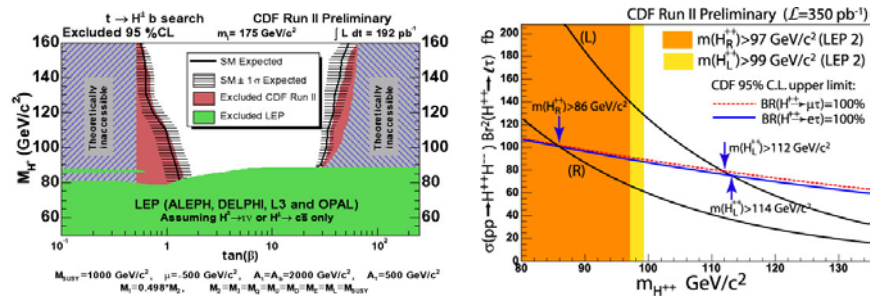 t → H± b search CDF Run II Preliminary
Excluded 95 %CL mt= 175 GeV/c² ∫ L dt = 192 pb⁻¹
160
140
120
100
80
60
MH± (GeV/c²)
Theoretically inaccessible
SM Expected
SM ± 1 σ Expected
Excluded CDF Run II
Excluded LEP
Theoretically inaccessible
160
140
120
100
80
60
LEP (ALEPH, DELPHI, L3 and OPAL)
Assuming H±→τν or H±→ cs̄ only
10⁻¹ 1 10 10²
tan(β)
MSUSY=1000 GeV/c², μ=-500 GeV/c², At=Ab=2000 GeV/c², Aτ=500 GeV/c²
M1=0.498*M2, M2=M3=MQ=MU=MD=ME=ML=MSUSY
CDF Run II Preliminary (ℒ=350 pb⁻¹)
σ(pp→H⁺⁺H⁻⁻) Br²(H⁺⁺→ℓτ) fb
200
180
160
140
120
100
80
60
40
20
0
(L)
m(H_R^±±)>97 GeV/c² (LEP 2)
m(H_L^±±)>99 GeV/c² (LEP 2)
CDF 95% C.L. upper limit:
BR(H^±±→μτ)=100%
BR(H^±±→eτ)=100%
m(H_R^±±)>86 GeV/c²
m(H_L^±±)>112 GeV/c²
(R)
m(H_L^±±)>114 GeV/c²
80 90 100 110 120 130
mH±± GeV/c²